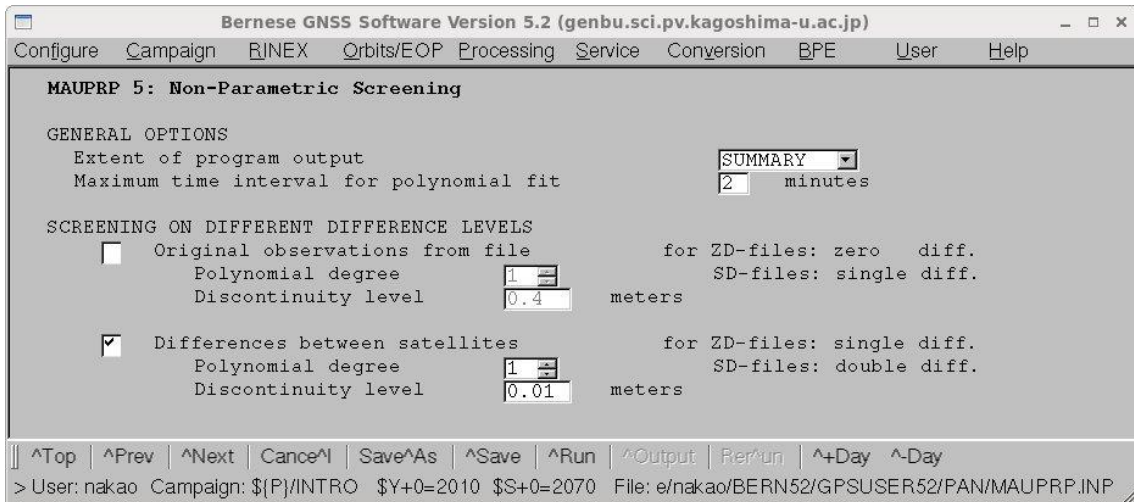 Bernese GNSS Software Version 5.2 (genbu.sci.pv.kagoshima-u.ac.jp)
Configure Campaign RINEX Orbits/EOP Processing Service Conversion BPE User Help
MAUPRP 5: Non-Parametric Screening
GENERAL OPTIONS
Extent of program output SUMMARY
Maximum time interval for polynomial fit 2 minutes
SCREENING ON DIFFERENT DIFFERENCE LEVELS
Original observations from file for ZD-files: zero diff.
Polynomial degree 1 SD-files: single diff.
Discontinuity level 0.4 meters
Differences between satellites for ZD-files: single diff.
Polynomial degree 1 SD-files: double diff.
Discontinuity level 0.01 meters
^Top | ^Prev | ^Next | Cance^l | Save^As | ^Save | ^Run | ^Output | Rer^un | ^+Day ^-Day
> User: nakao Campaign: ${P}/INTRO $Y+0=2010 $S+0=2070 File: e/nakao/BERN52/GPSUSER52/PAN/MAUPRP.INP